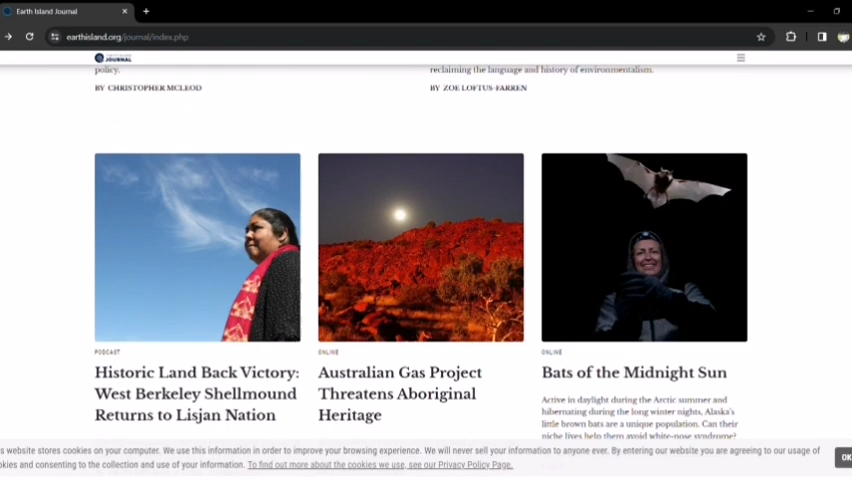 Earth Island Journal
earthisland.org/journal/index.php
JOURNAL
policy.
reclaiming the language and history of environmentalism.
BY CHRISTOPHER MCLEOD
BY ZOE LOFTUS-FARREN
PODCAST
ONLINE
ONLINE
Historic Land Back Victory:
West Berkeley Shellmound
Returns to Lisjan Nation
Australian Gas Project
Threatens Aboriginal
Heritage
Bats of the Midnight Sun
Active in daylight during the Arctic summer and
hibernating during the long winter nights, Alaska's
little brown bats are a unique population. Can their
niche lives help them avoid white-nose syndrome?
s website stores cookies on your computer. We use this information in order to improve your browsing experience. We will never sell your information to anyone ever. By entering our website you are agreeing to our usage of
okies and consenting to the collection and use of your information. To find out more about the cookies we use, see our Privacy Policy Page.
OK